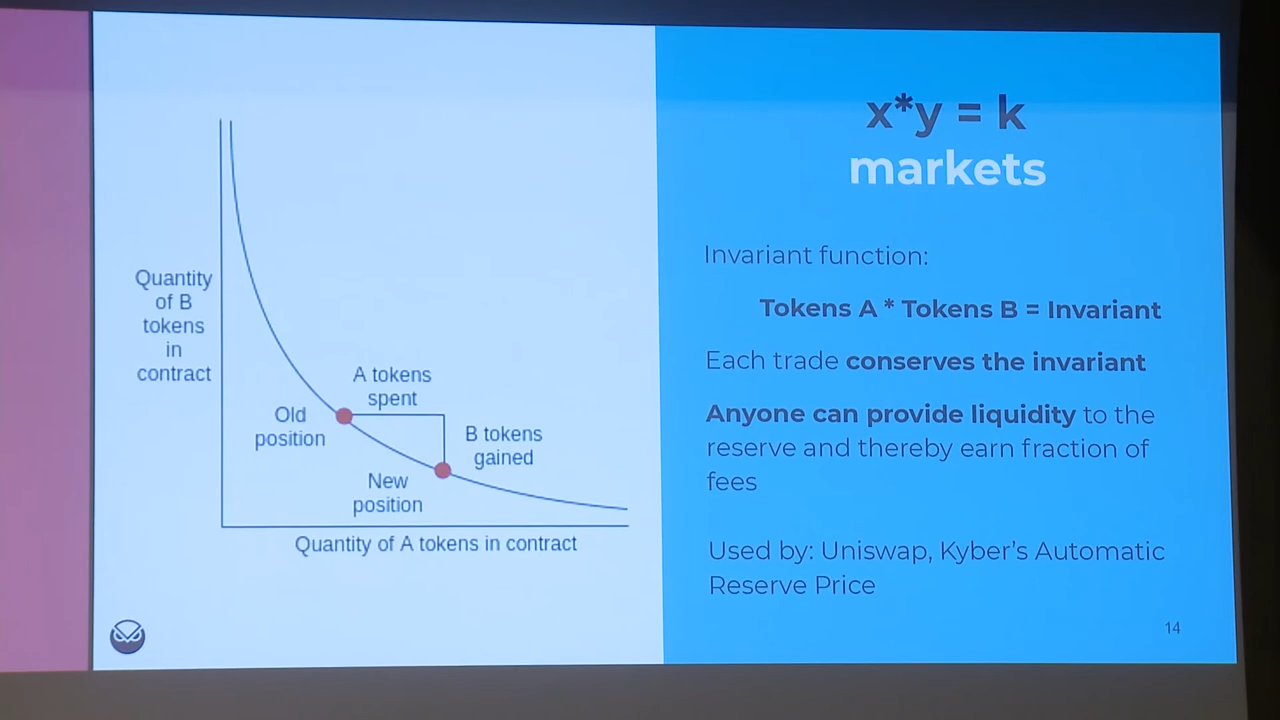 x*y = k
markets
Invariant function:
Tokens A * Tokens B = Invariant
Each trade conserves the invariant
Anyone can provide liquidity to the
reserve and thereby earn fraction of
fees
Used by: Uniswap, Kyber's Automatic
Reserve Price
14
Quantity
of B
tokens
in
contract
A tokens
spent
Old
position
B tokens
gained
New
position
Quantity of A tokens in contract